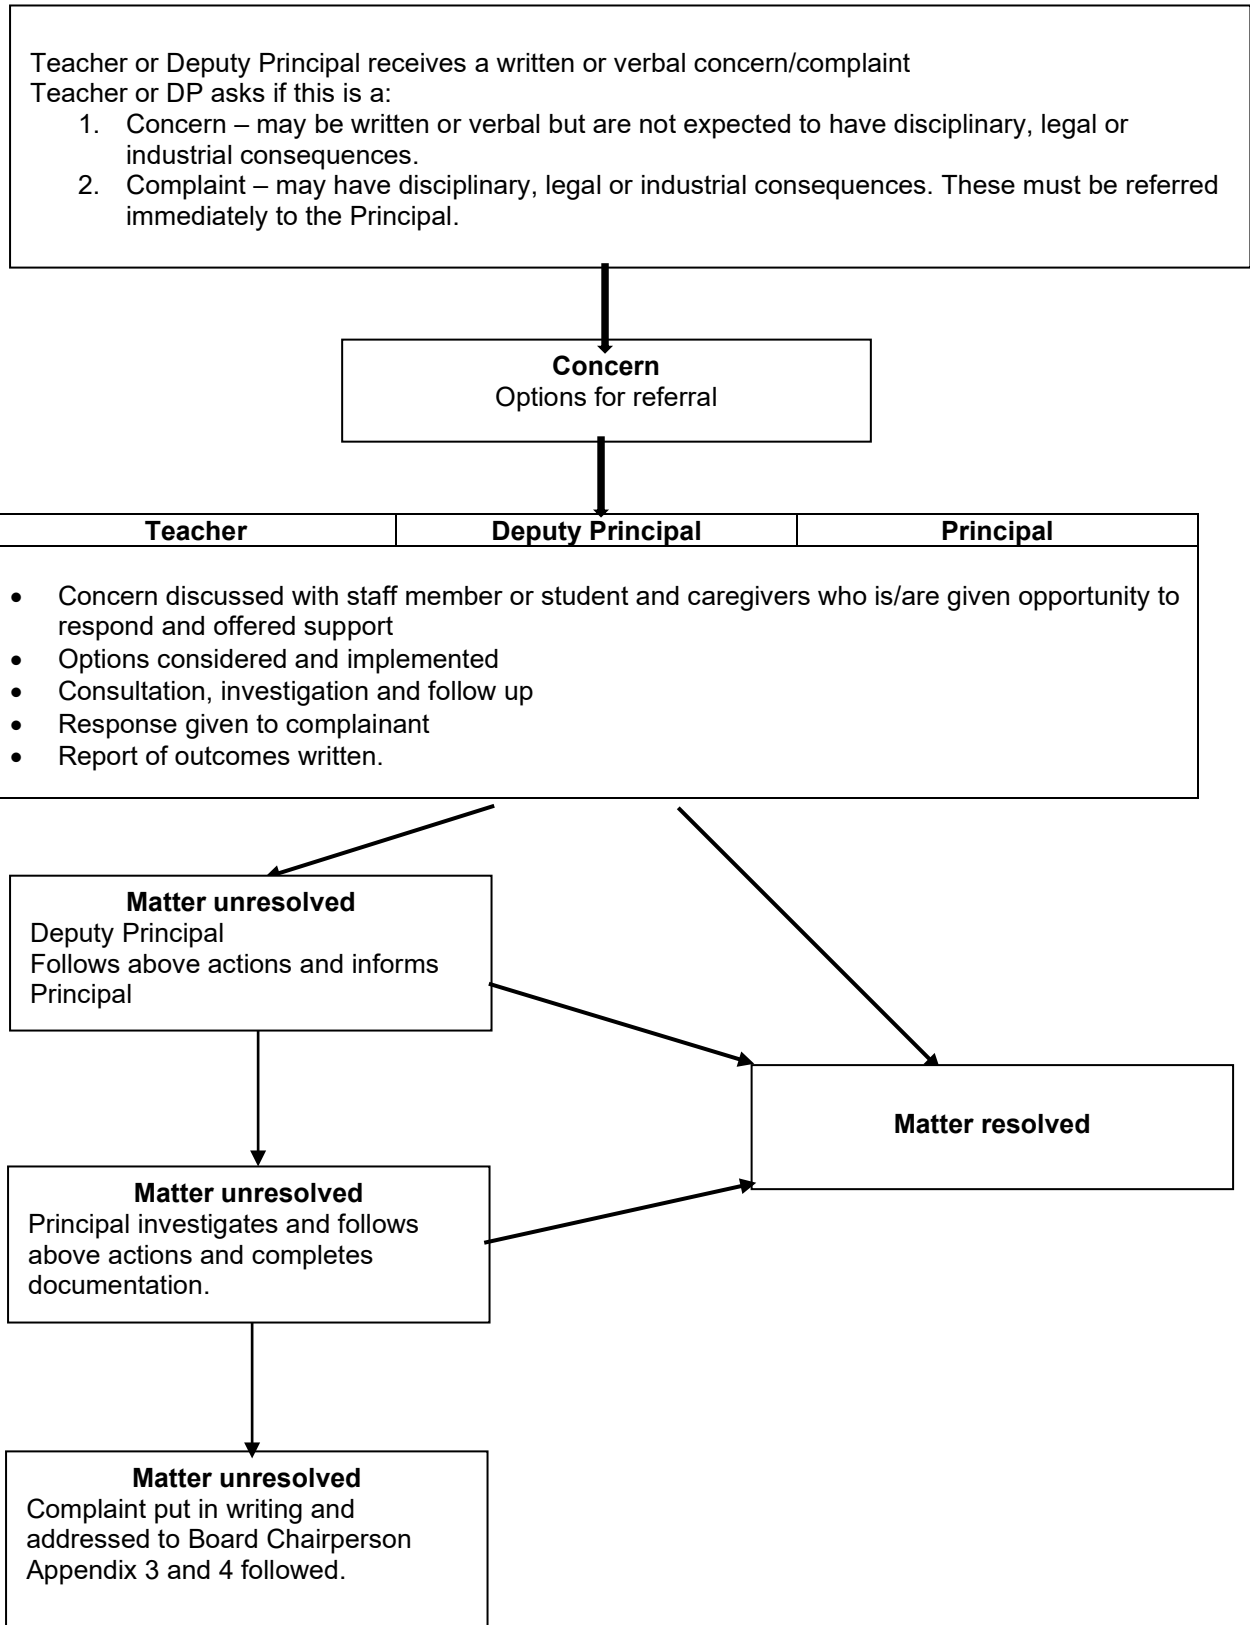 Teacher or Deputy Principal receives a written or verbal concern/complaint
Teacher or DP asks if this is a:
1. Concern – may be written or verbal but are not expected to have disciplinary, legal or
industrial consequences.
2. Complaint – may have disciplinary, legal or industrial consequences. These must be referred
immediately to the Principal.
Concern
Options for referral
Teacher Deputy Principal Principal
• Concern discussed with staff member or student and caregivers who is/are given opportunity to
respond and offered support
• Options considered and implemented
• Consultation, investigation and follow up
• Response given to complainant
• Report of outcomes written.
Matter unresolved
Deputy Principal
Follows above actions and informs
Principal
Matter resolved
Matter unresolved
Principal investigates and follows
above actions and completes
documentation.
Matter unresolved
Complaint put in writing and
addressed to Board Chairperson
Appendix 3 and 4 followed.